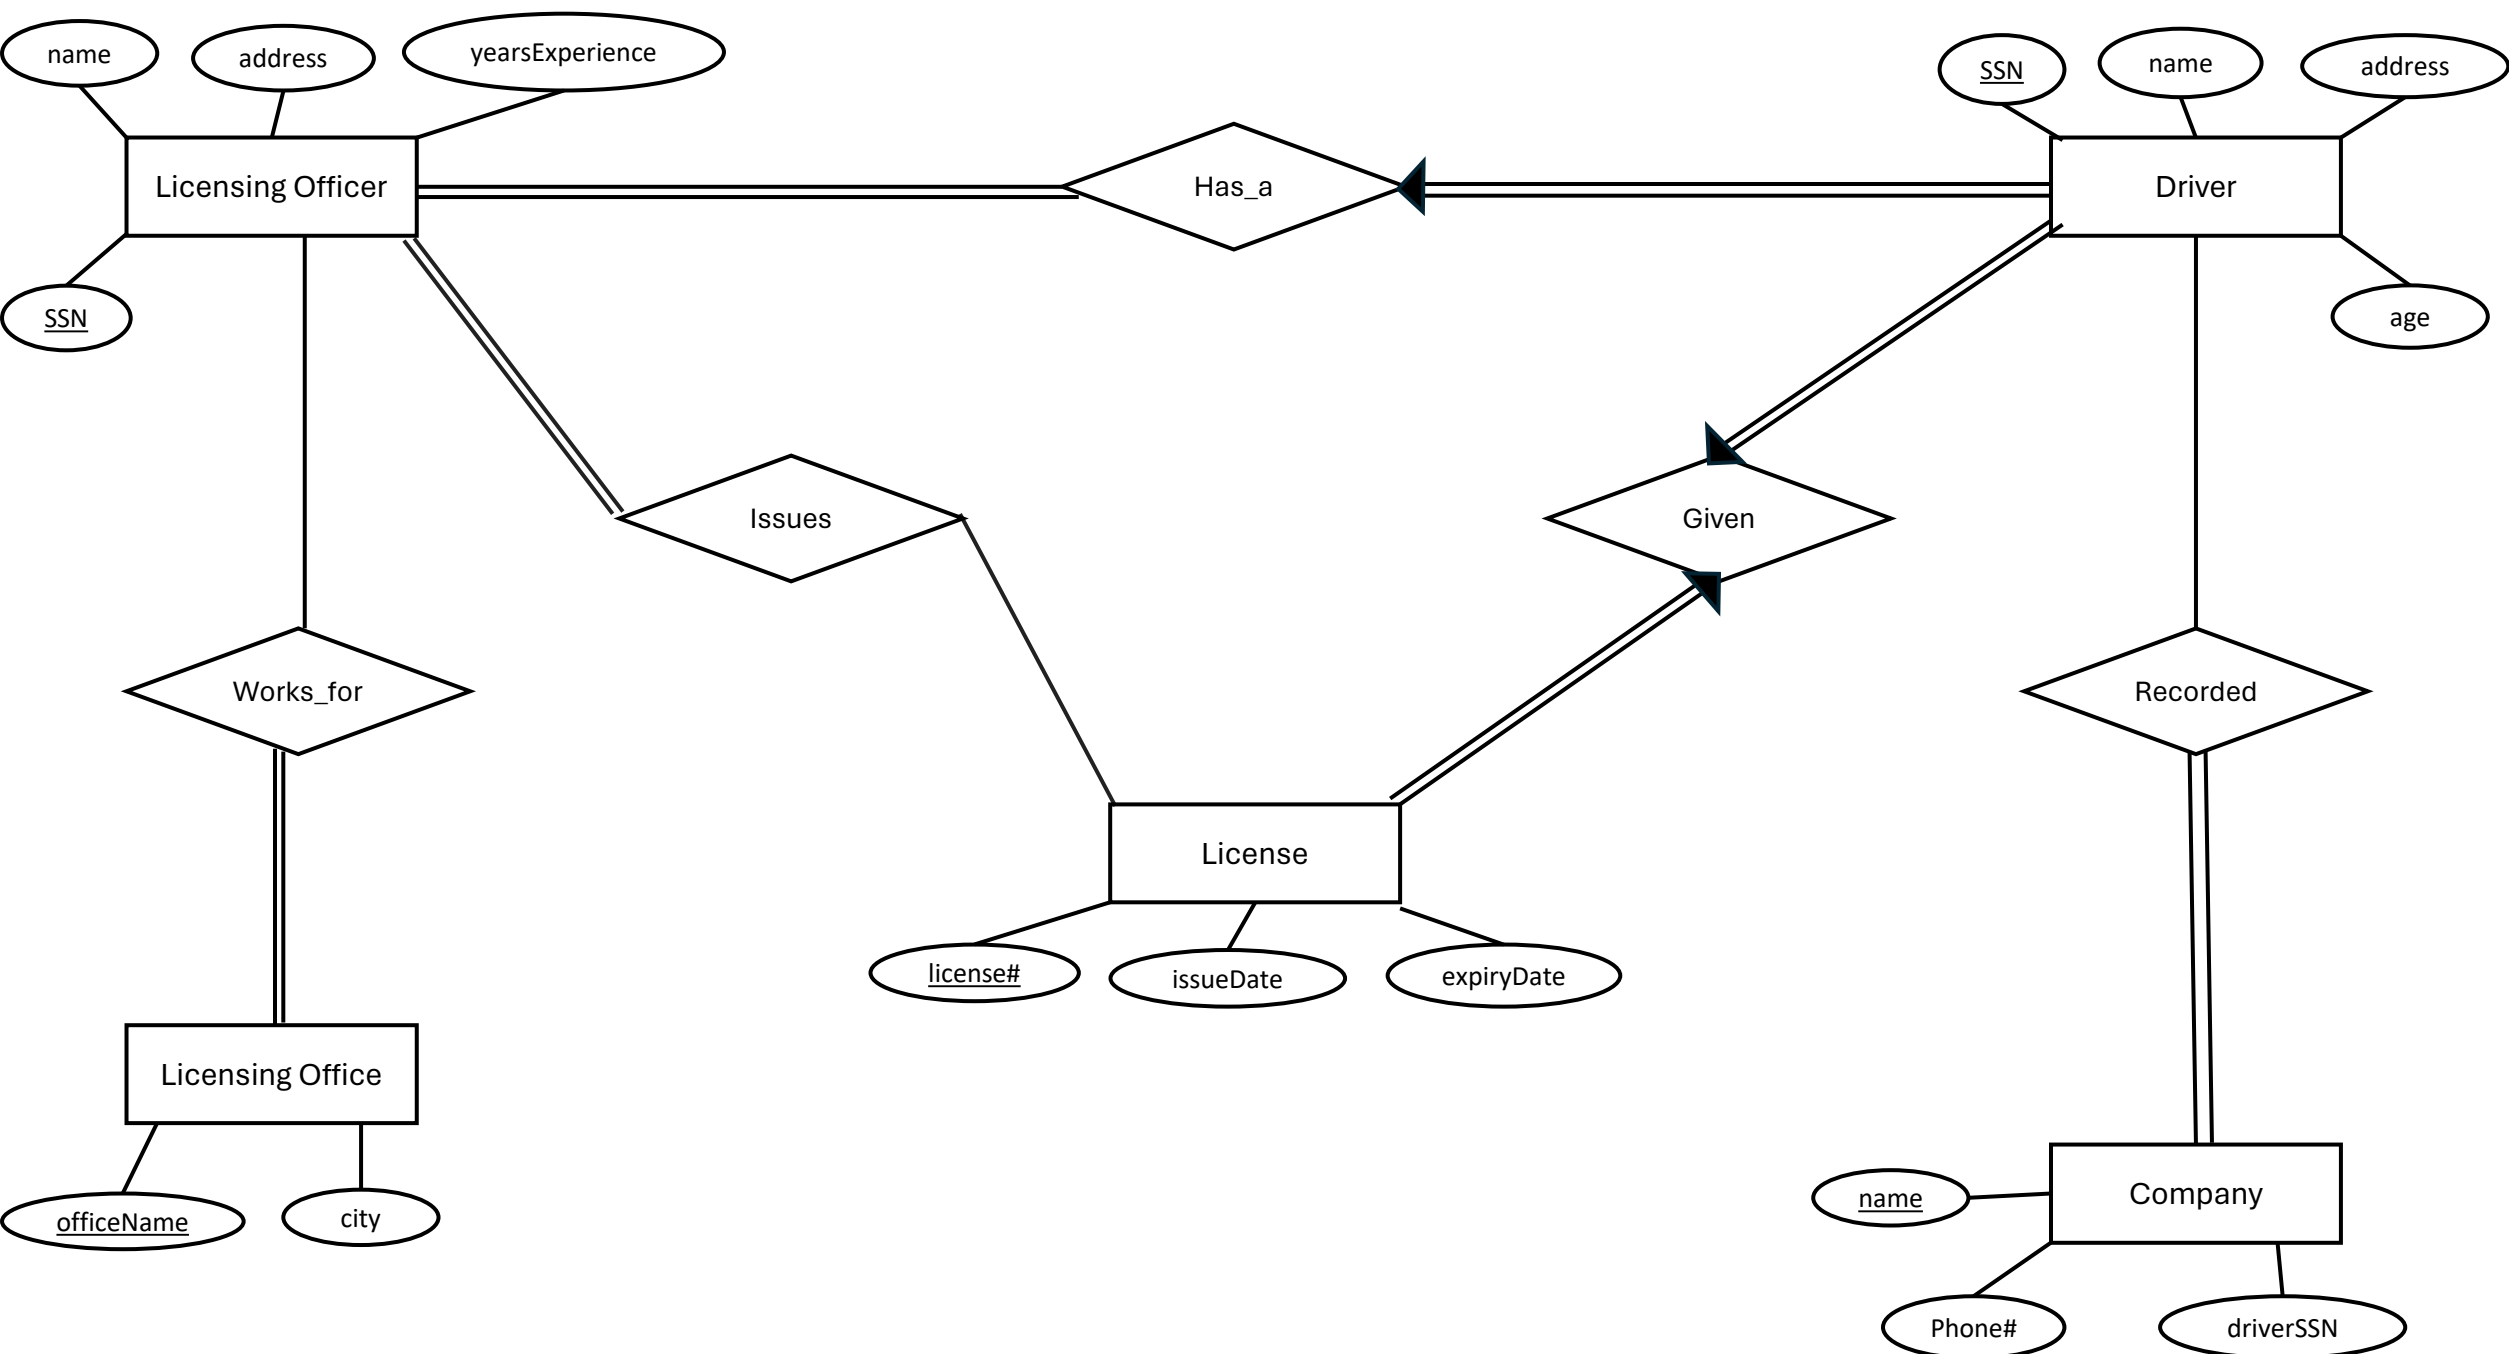 name
address
yearsExperience
SSN
name
address
Licensing Officer
Has_a
Driver
SSN
age
Issues
Given
Works_for
Recorded
License
license#
issueDate
expiryDate
Licensing Office
officeName
city
Company
name
Phone#
driverSSN